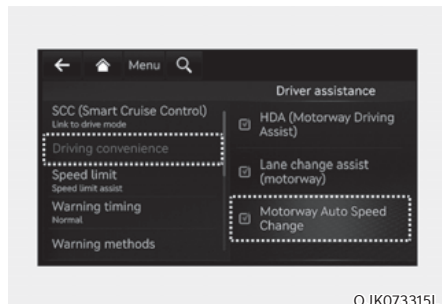 Menu
Driver assistance
SCC (Smart Cruise Control)
Link to drive mode
Driving convenience
Speed limit
Speed limit assist
Warning timing
Normal
Warning methods
HDA (Motorway Driving
Assist)
Lane change assist
(motorway)
Motorway Auto Speed
Change
OJK073315L